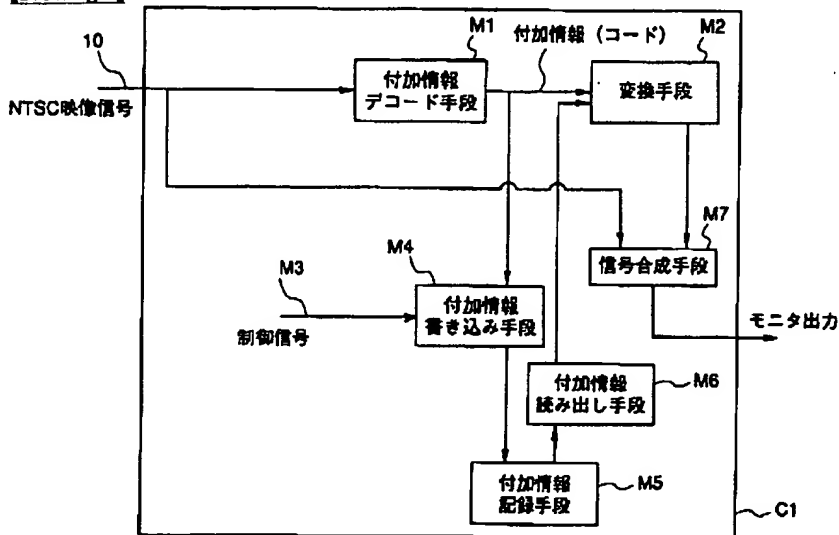 10
NTSC映像信号
M1
付加情報
デコード手段
付加情報（コード）
M2
変換手段
M7
信号合成手段
モニタ出力
M3
制御信号
M4
付加情報
書き込み手段
付加情報
読み出し手段
M6
付加情報
記録手段
M5
C1